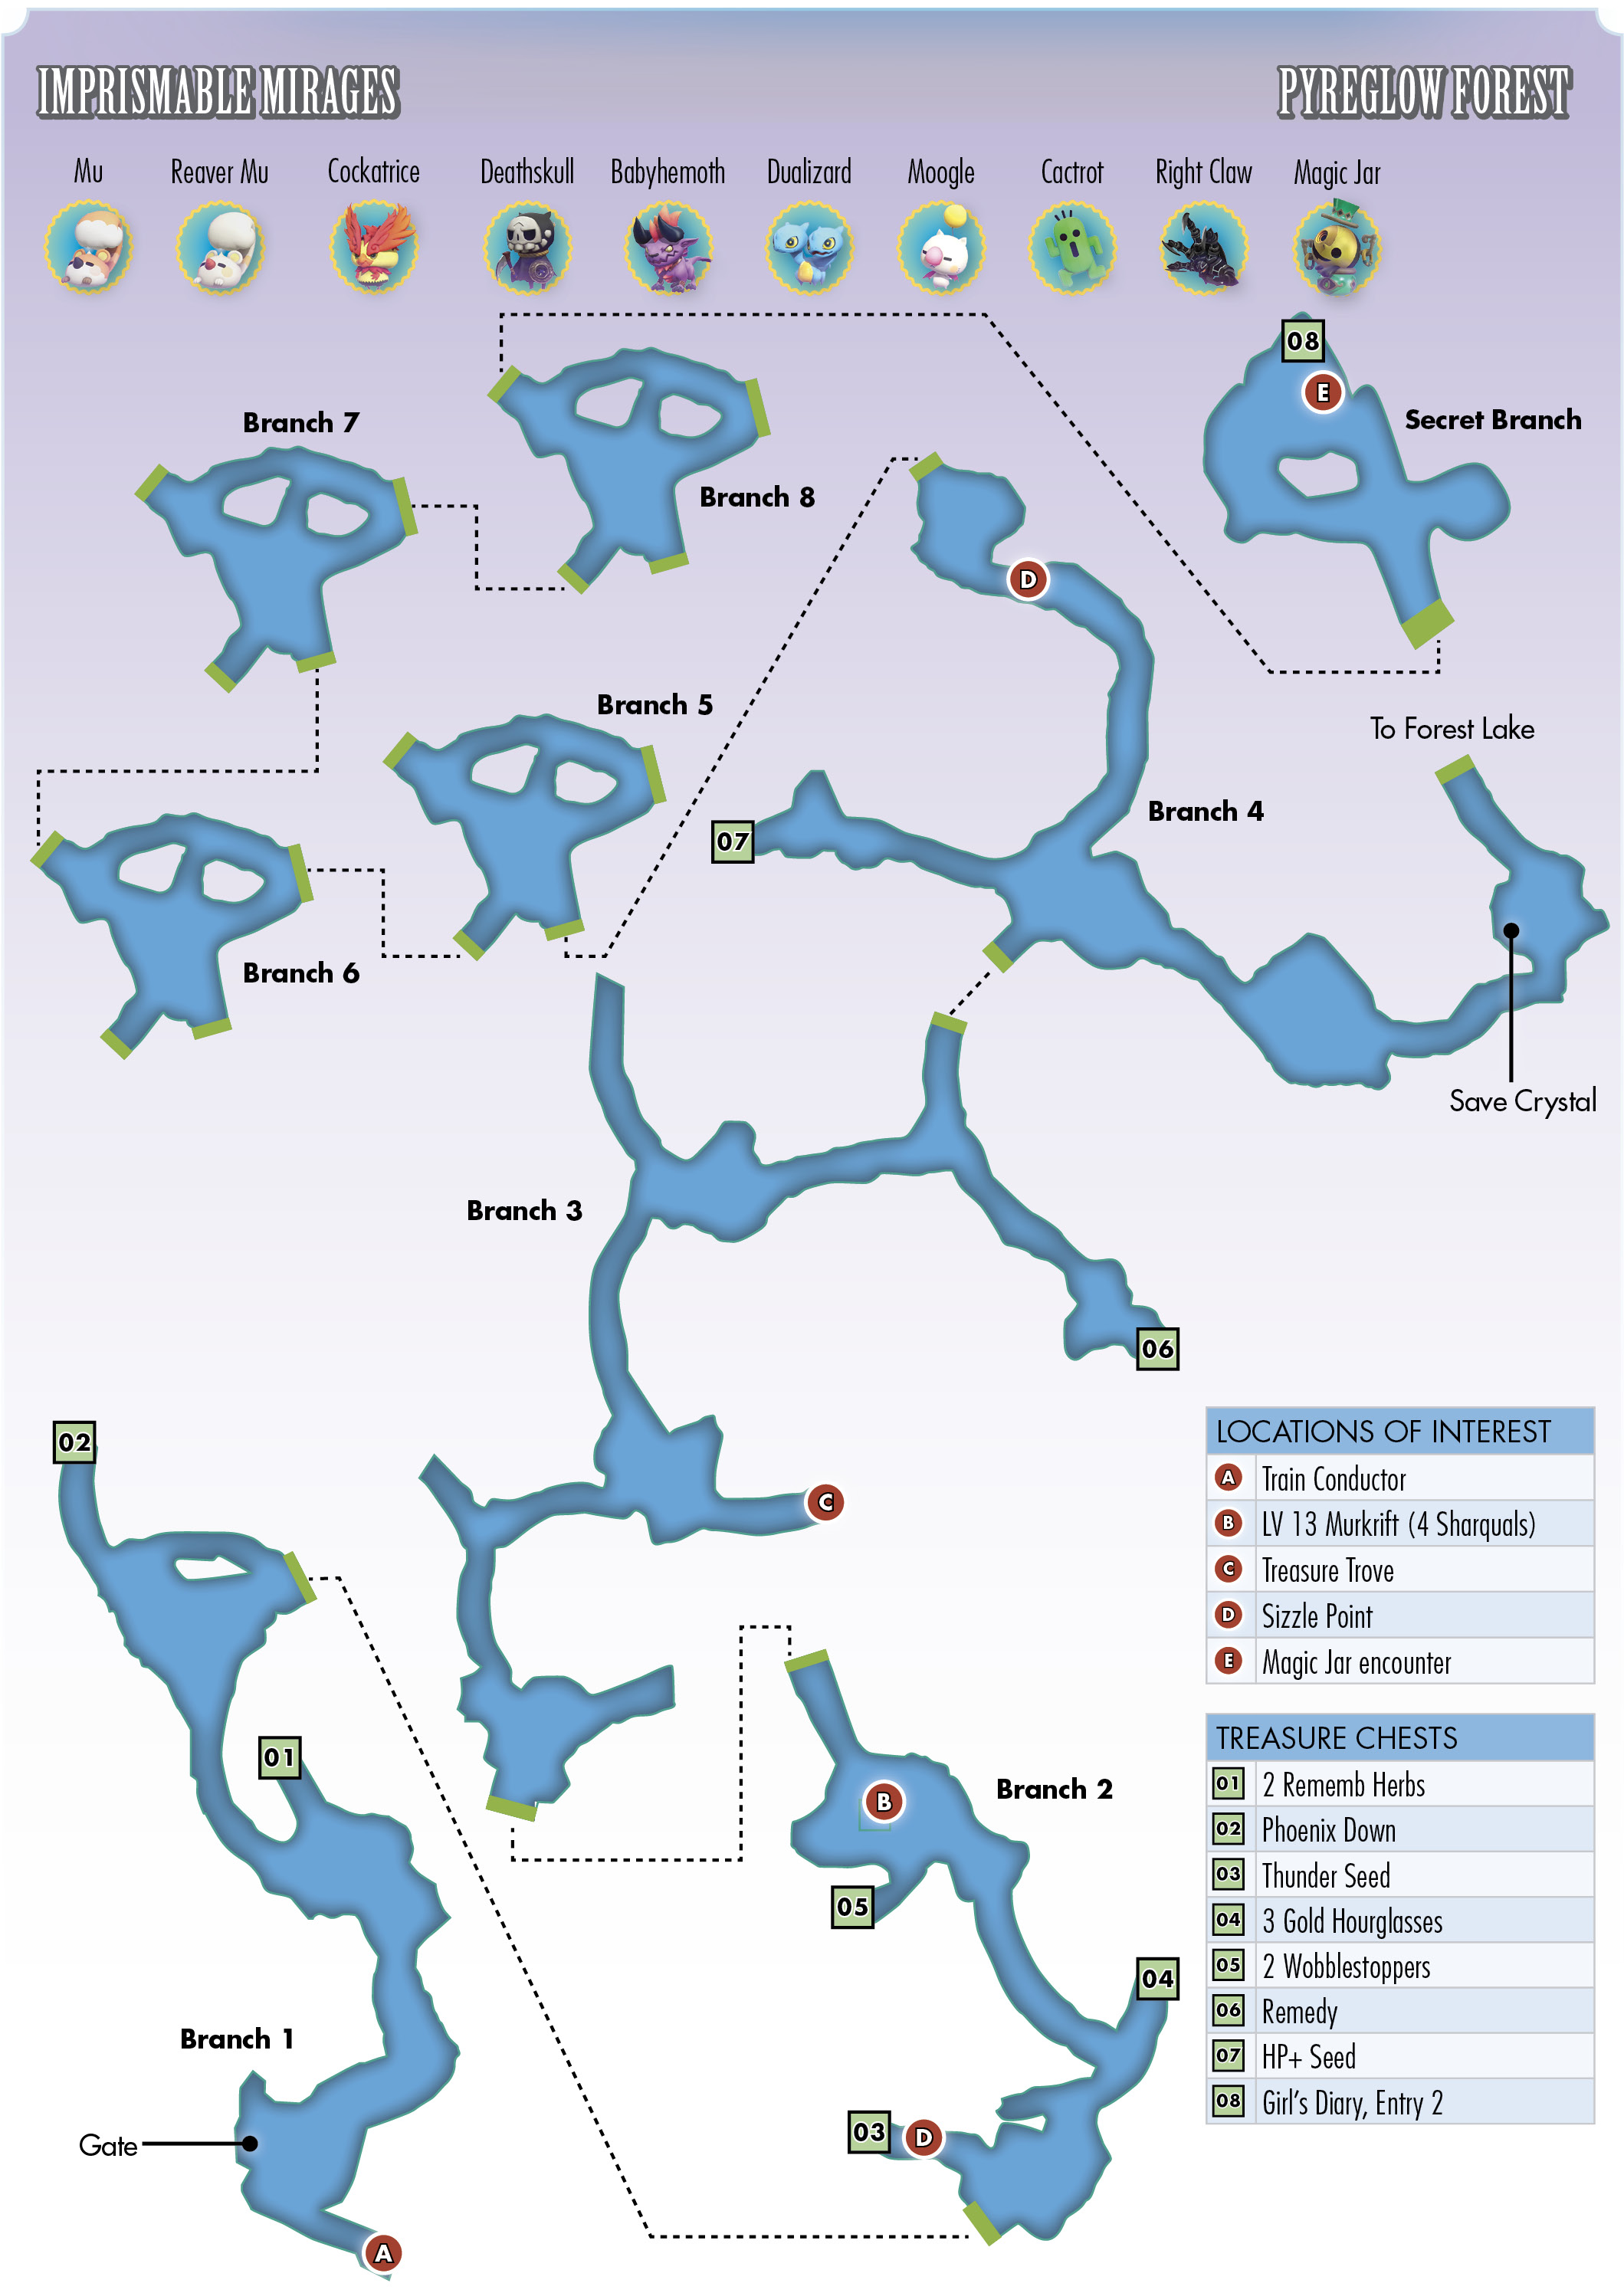 IMPRISMABLE MIRAGES
PYREGLOW FOREST
Mu
Reaver Mu
Cockatrice
Deathskull
Babyhemoth
Dualizard
Moogle
Cactrot
Right Claw
Magic Jar
08
E
Secret Branch
Branch 7
Branch 8
D
Branch 5
To Forest Lake
07
Branch 4
Branch 6
Save Crystal
Branch 3
06
02
C
01
B
Branch 2
05
04
Branch 1
03
D
Gate
A
LOCATIONS OF INTEREST
A Train Conductor
B LV 13 Murkrift (4 Sharquals)
C Treasure Trove
D Sizzle Point
E Magic Jar encounter
TREASURE CHESTS
01 2 Rememb Herbs
02 Phoenix Down
03 Thunder Seed
04 3 Gold Hourglasses
05 2 Wobblestoppers
06 Remedy
07 HP+ Seed
08 Girl's Diary, Entry 2